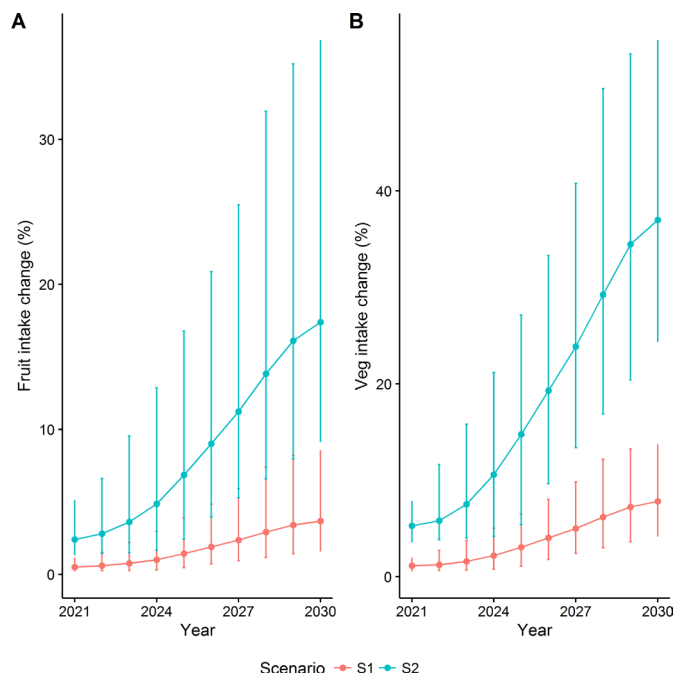 A
B
Fruit intake change (%)
30
20
10
0
2021 2024 2027 2030
Year
Veg intake change (%)
40
20
0
2021 2024 2027 2030
Year
Scenario S1 S2